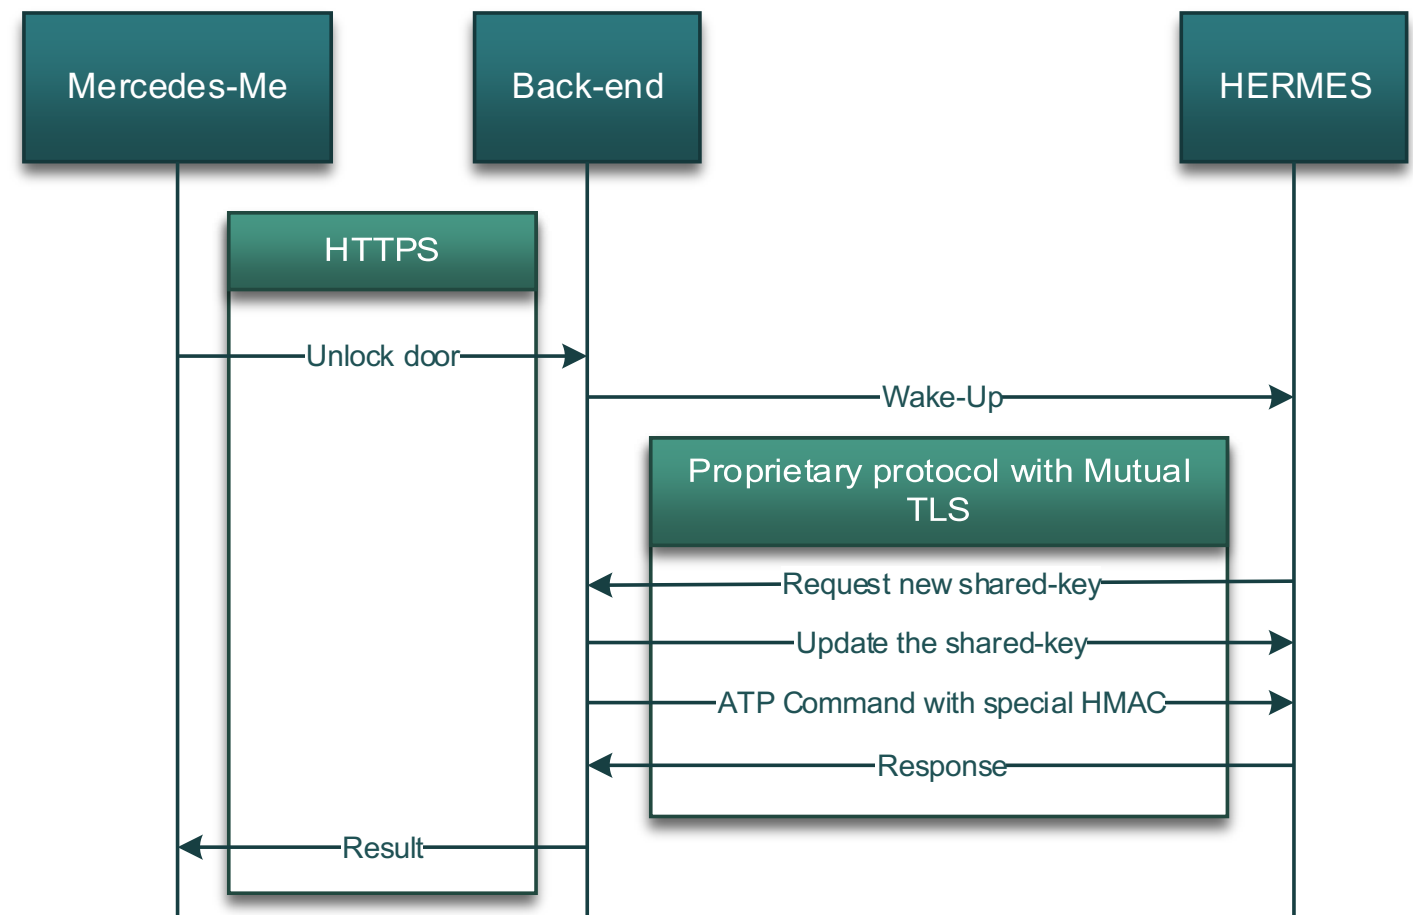 Mercedes-Me
Back-end
HERMES
HTTPS
Unlock door
Wake-Up
Proprietary protocol with Mutual
TLS
Request new shared-key
Update the shared-key
ATP Command with special HMAC
Response
Result